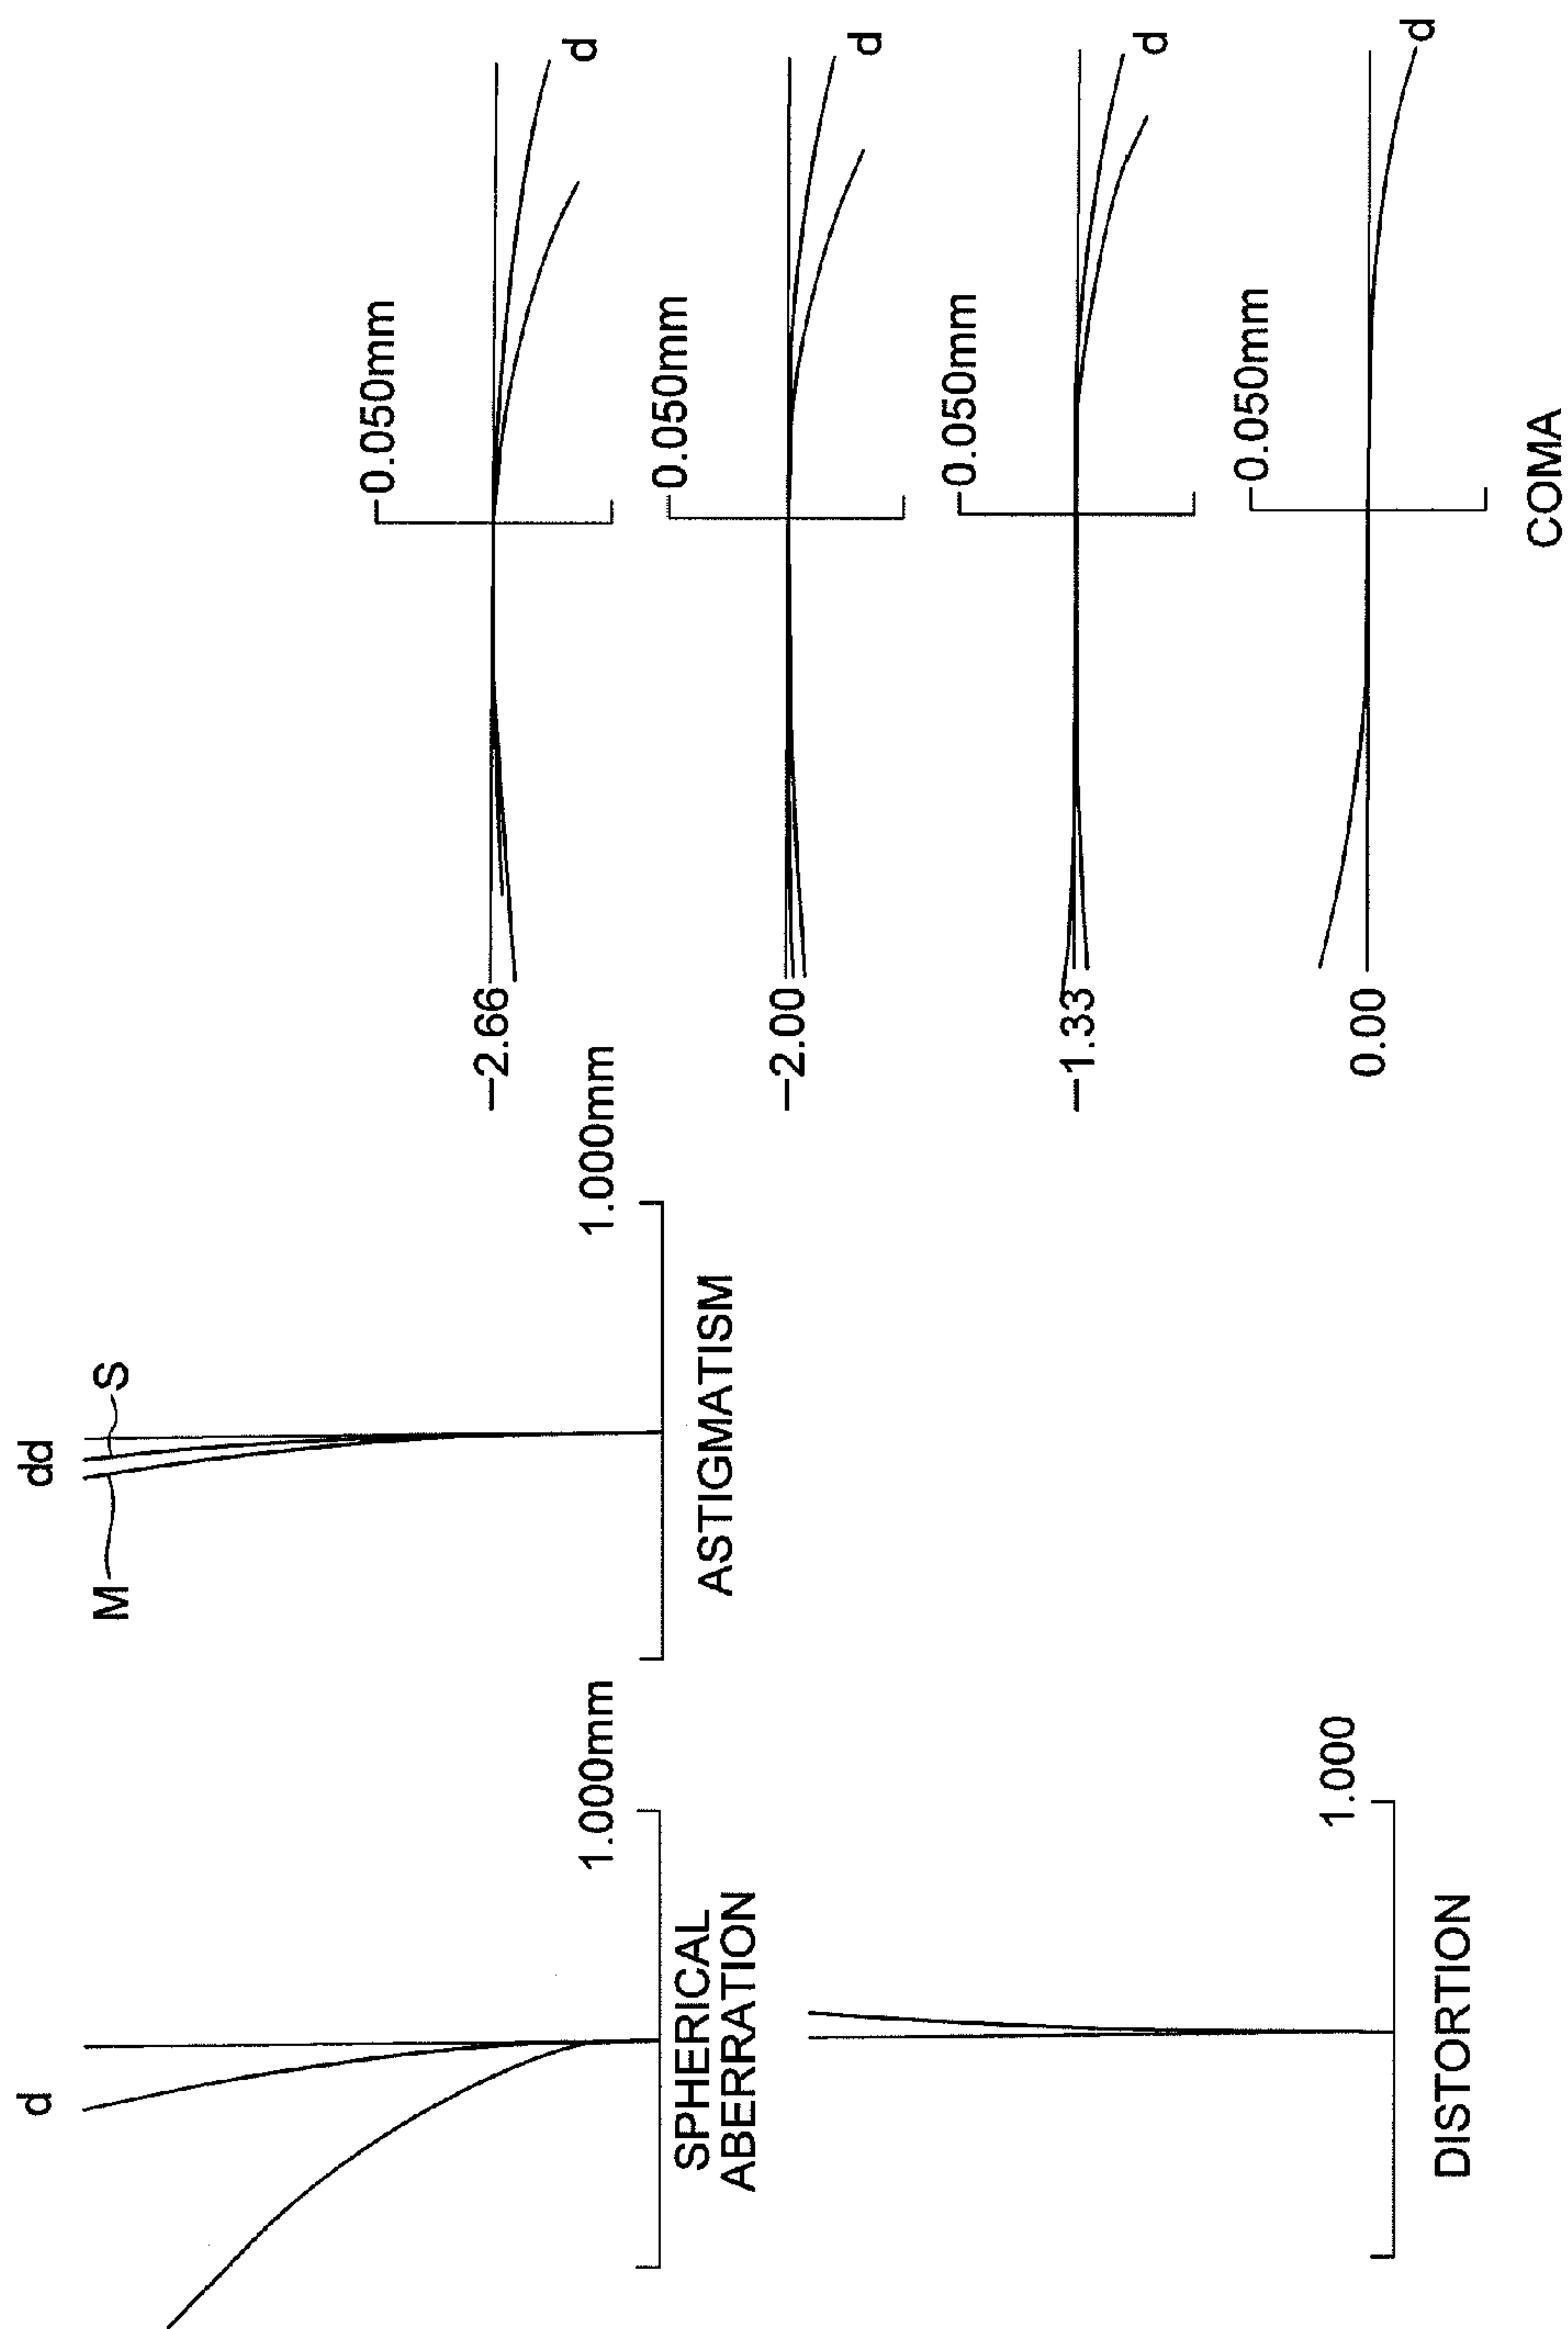 d
1.000mm
SPHERICAL
ABERRATION
dd
M
S
1.000mm
ASTIGMATISM
1.000
DISTORTION
-2.66
0.050mm
d
-2.00
0.050mm
d
-1.33
0.050mm
d
0.00
0.050mm
d
COMA